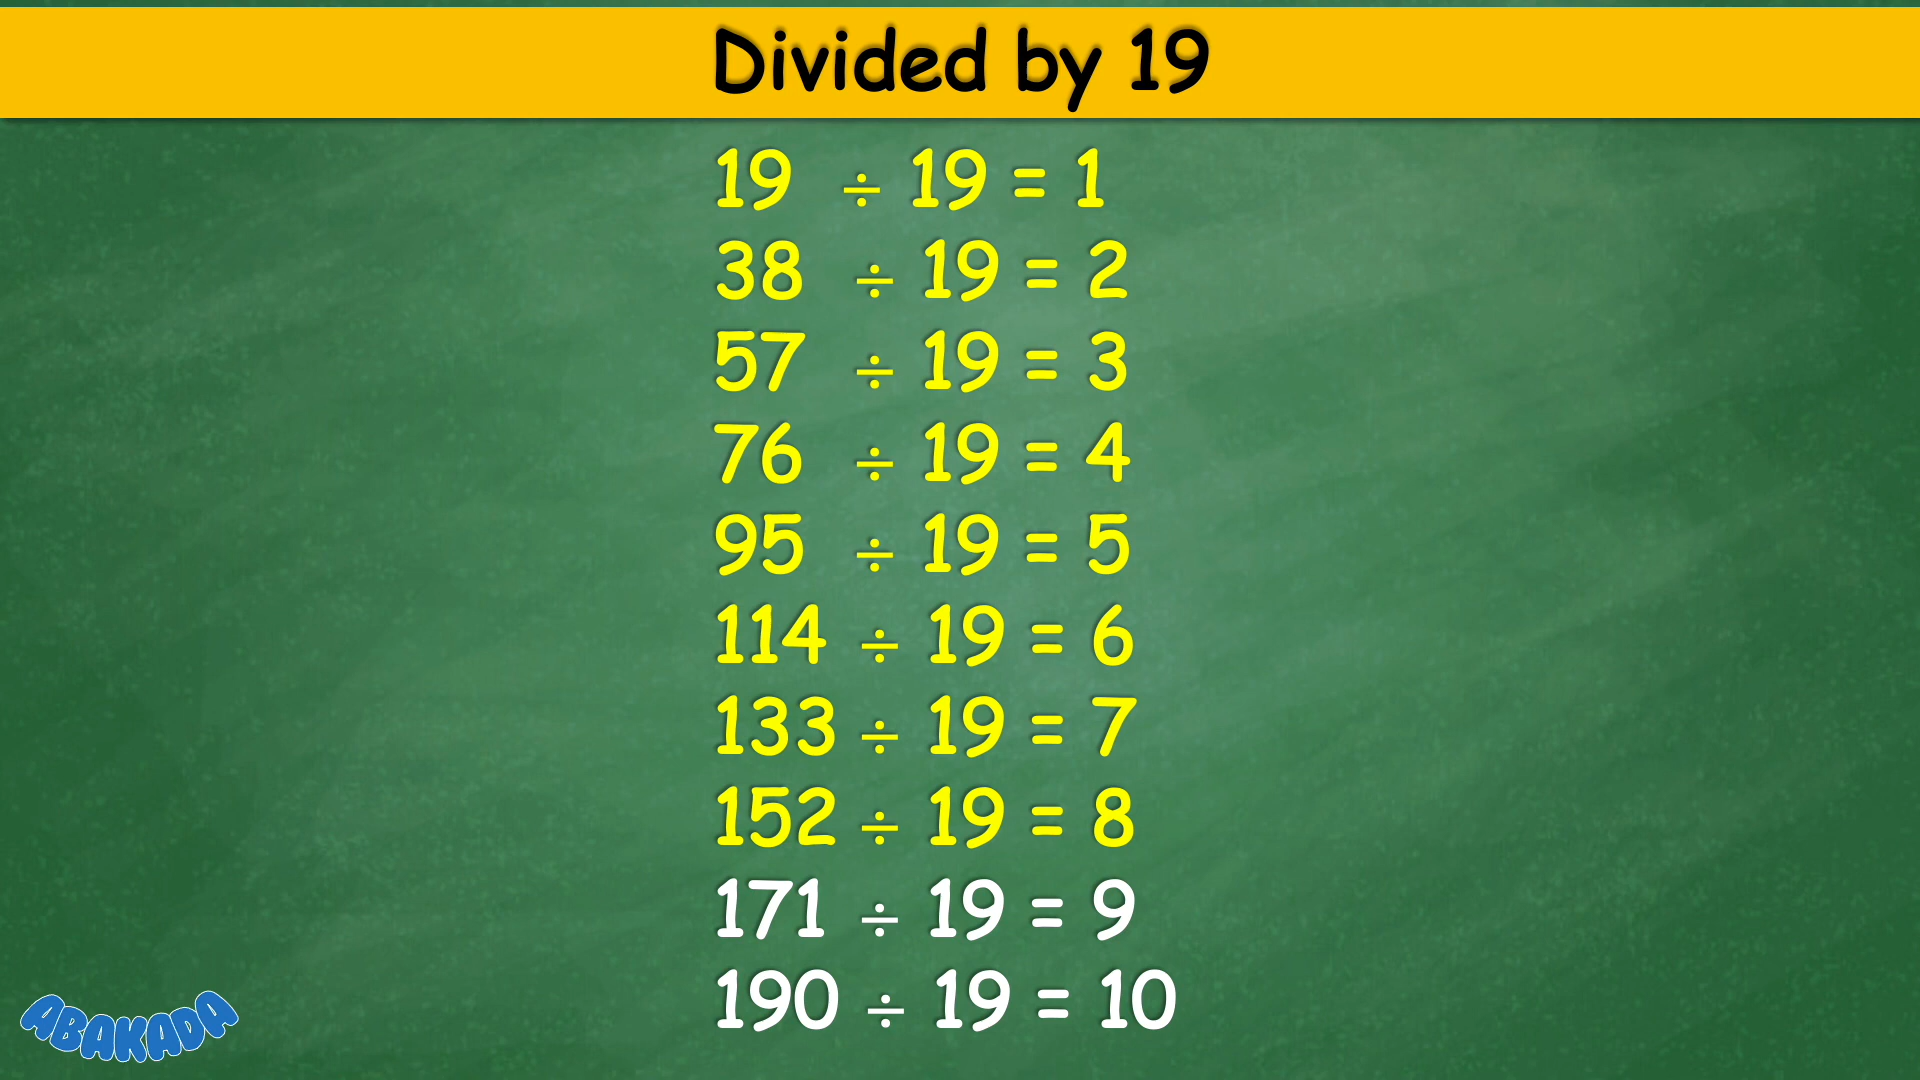 Divided by 19
19 ÷ 19 = 1
38 ÷ 19 = 2
57 ÷ 19 = 3
76 ÷ 19 = 4
95 ÷ 19 = 5
114 ÷ 19 = 6
133 ÷ 19 = 7
152 ÷ 19 = 8
171 ÷ 19 = 9
190 ÷ 19 = 10
ABAKADA